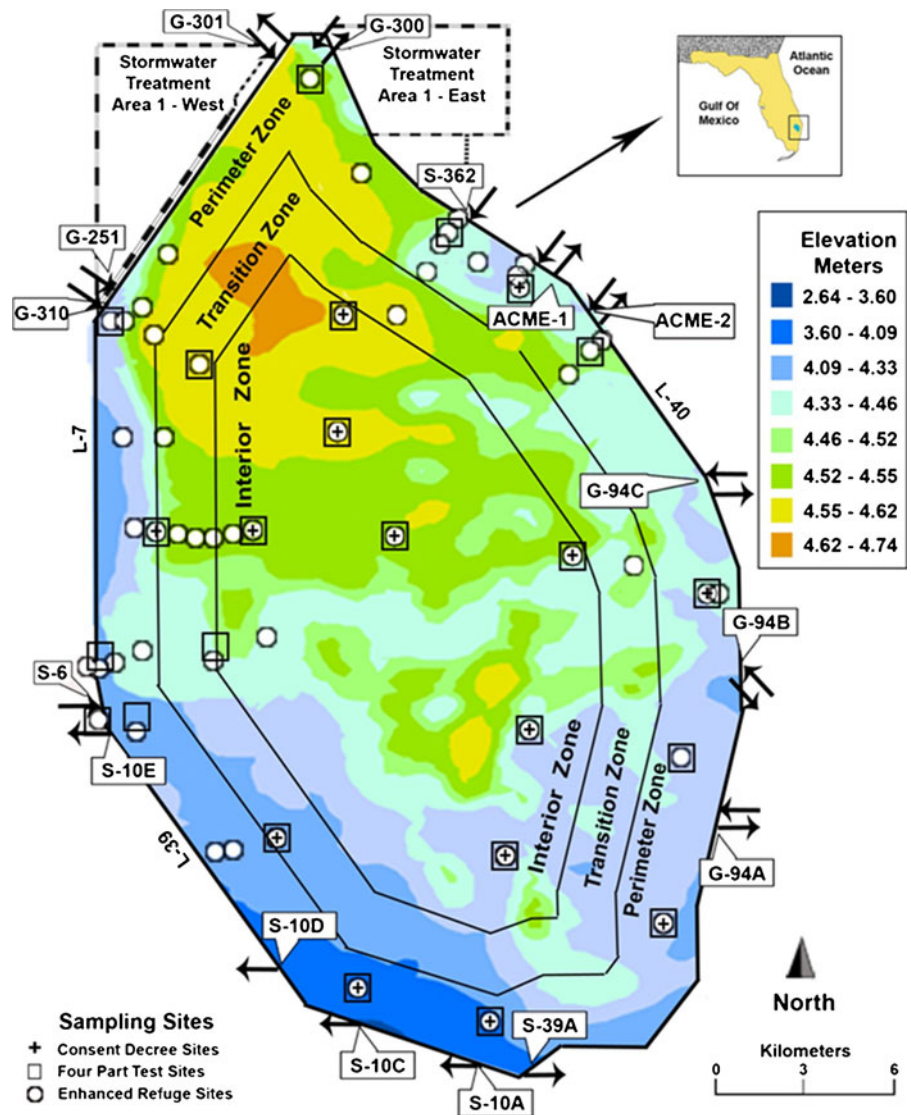 G-301
G-300
Stormwater
Treatment
Area 1 - West
Stormwater
Treatment
Area 1 - East
Atlantic
Ocean
Gulf Of
Mexico
Perimeter Zone
S-362
Transition Zone
G-251
G-310
ACME-1
ACME-2
Elevation
Meters
2.64 - 3.60
3.60 - 4.09
4.09 - 4.33
4.33 - 4.46
4.46 - 4.52
4.52 - 4.55
4.55 - 4.62
4.62 - 4.74
L-7
Interior Zone
L-40
G-94C
G-94B
S-6
S-10E
Interior Zone
Transition Zone
Perimeter Zone
L-39
G-94A
S-10D
S-39A
S-10C
S-10A
North
Kilometers
0 3 6
Sampling Sites
Consent Decree Sites
Four Part Test Sites
Enhanced Refuge Sites